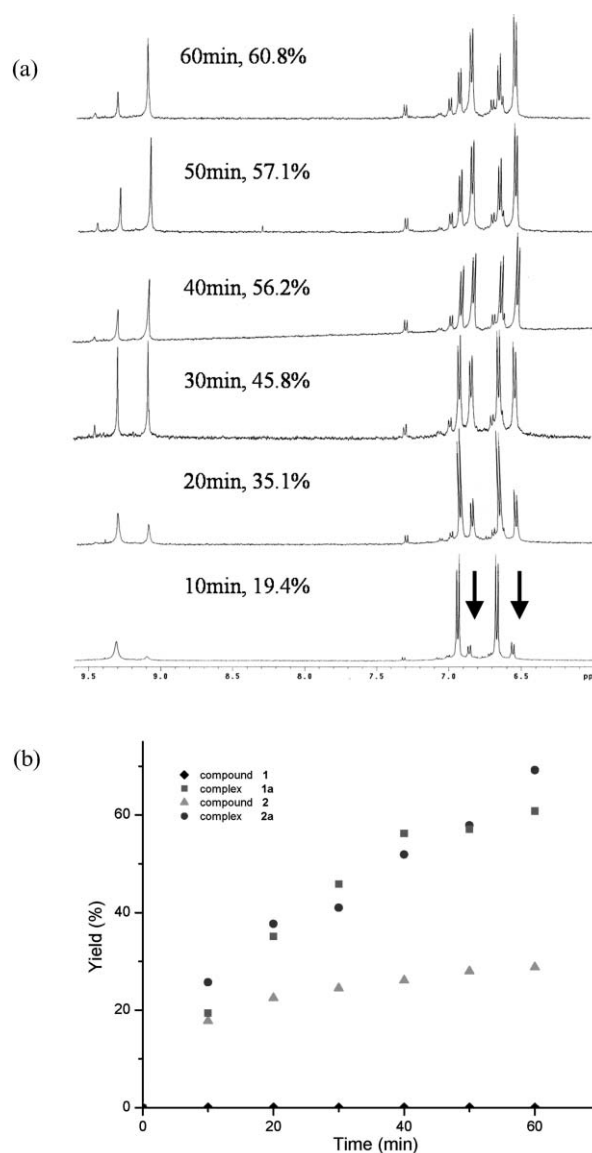 (a)
60min, 60.8%
50min, 57.1%
40min, 56.2%
30min, 45.8%
20min, 35.1%
10min, 19.4%
9.5 9.0 8.5 8.0 7.5 7.0 6.5 pp
(b)
compound 1
complex 1a
compound 2
complex 2a
Yield (%)
60
40
20
0
0 20 40 60
Time (min)